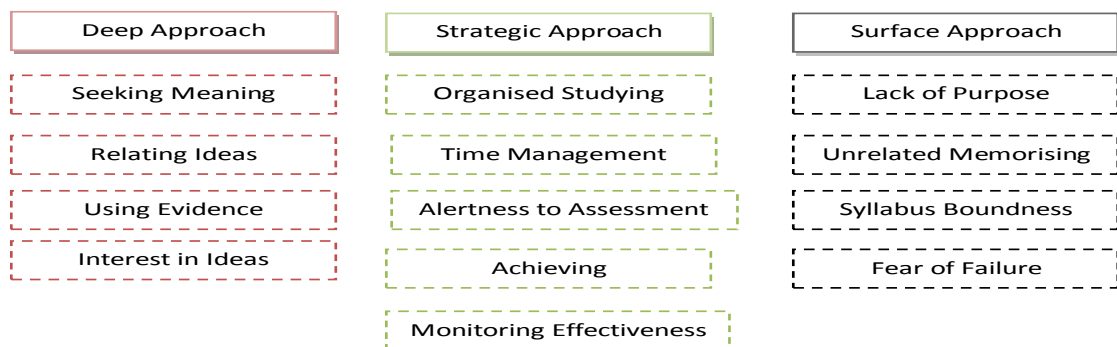 Deep Approach
Seeking Meaning
Relating Ideas
Using Evidence
Interest in Ideas
Strategic Approach
Organised Studying
Time Management
Alertness to Assessment
Achieving
Monitoring Effectiveness
Surface Approach
Lack of Purpose
Unrelated Memorising
Syllabus Boundness
Fear of Failure